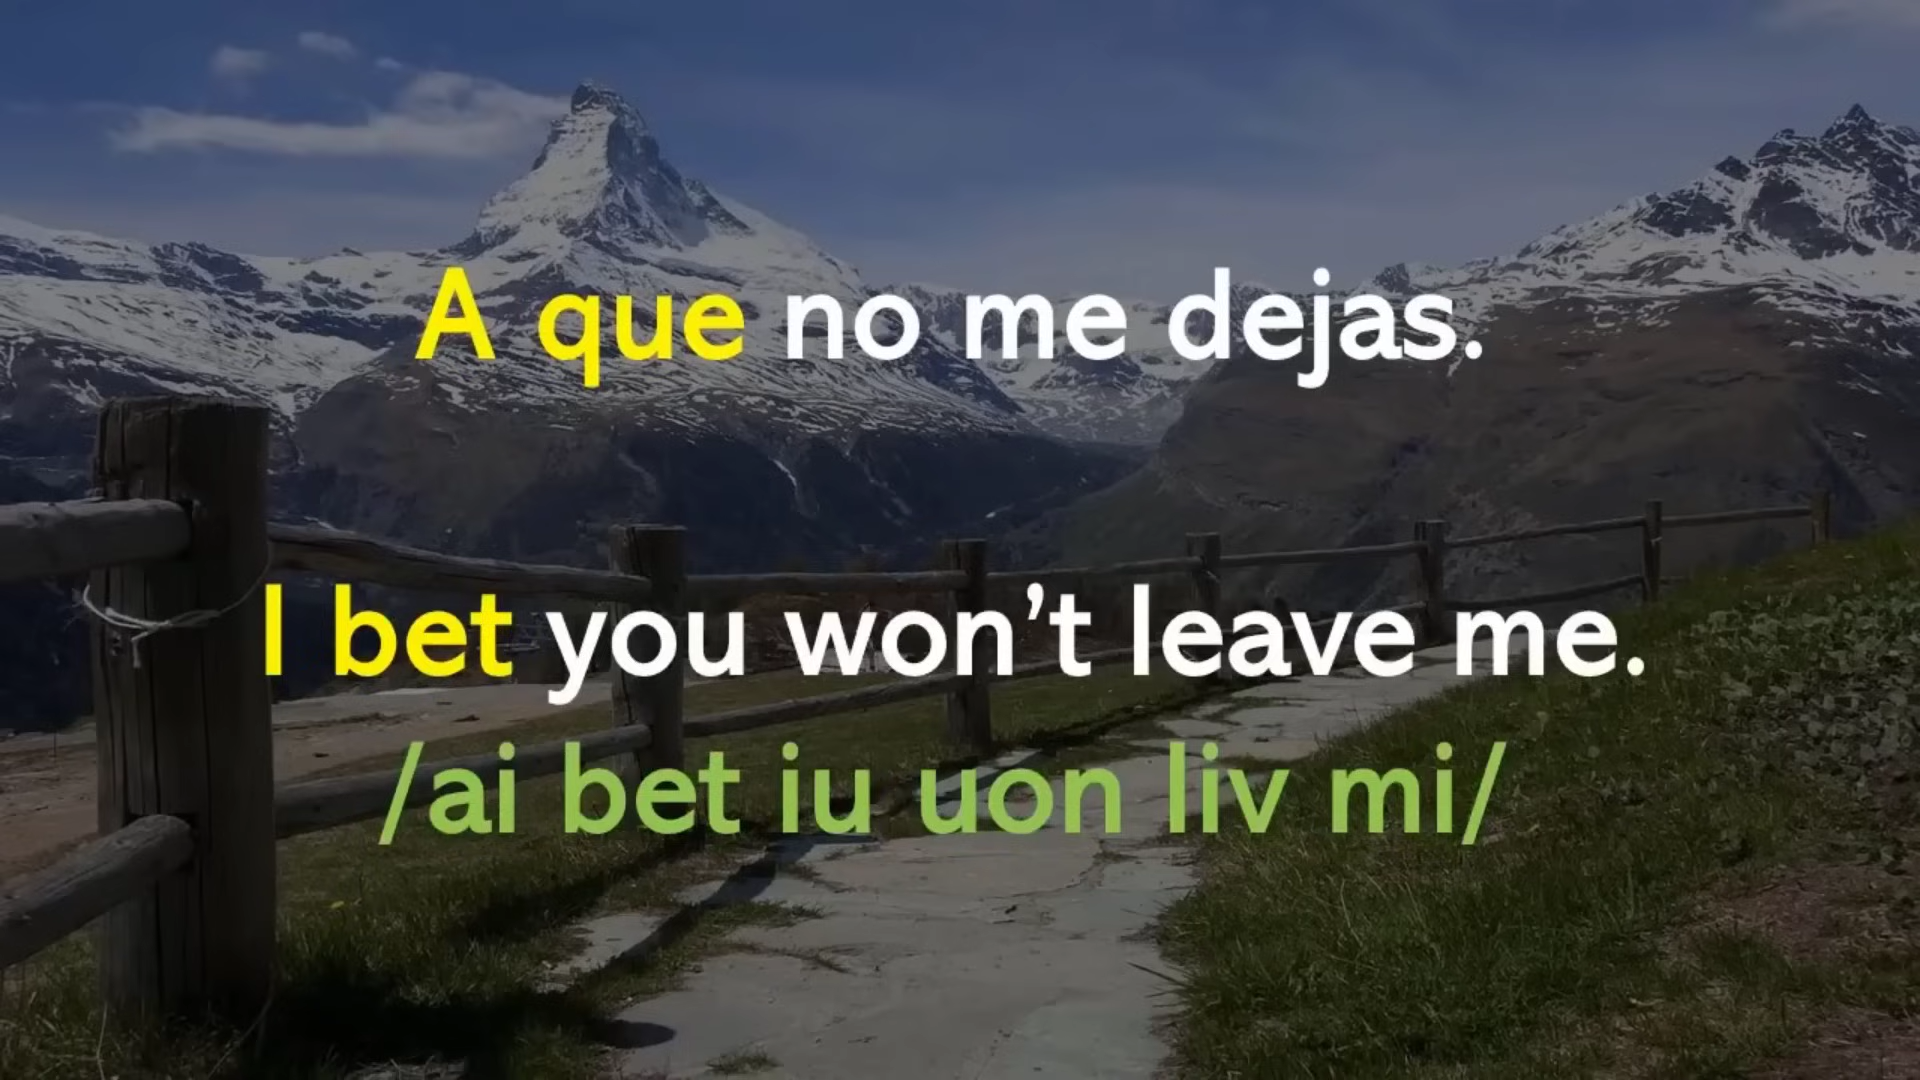 A que no me dejas.
I bet you won’t leave me.
/ai bet iu uon liv mi/